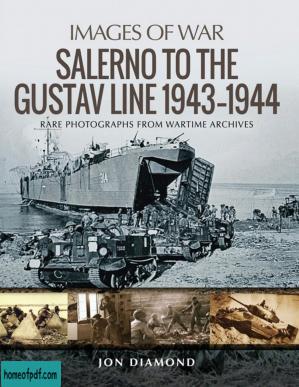 IMAGES OF WAR
SALERNO TO THE
GUSTAV LINE 1943–1944
RARE PHOTOGRAPHS FROM WARTIME ARCHIVES
JON DIAMOND
homeofpdf.com